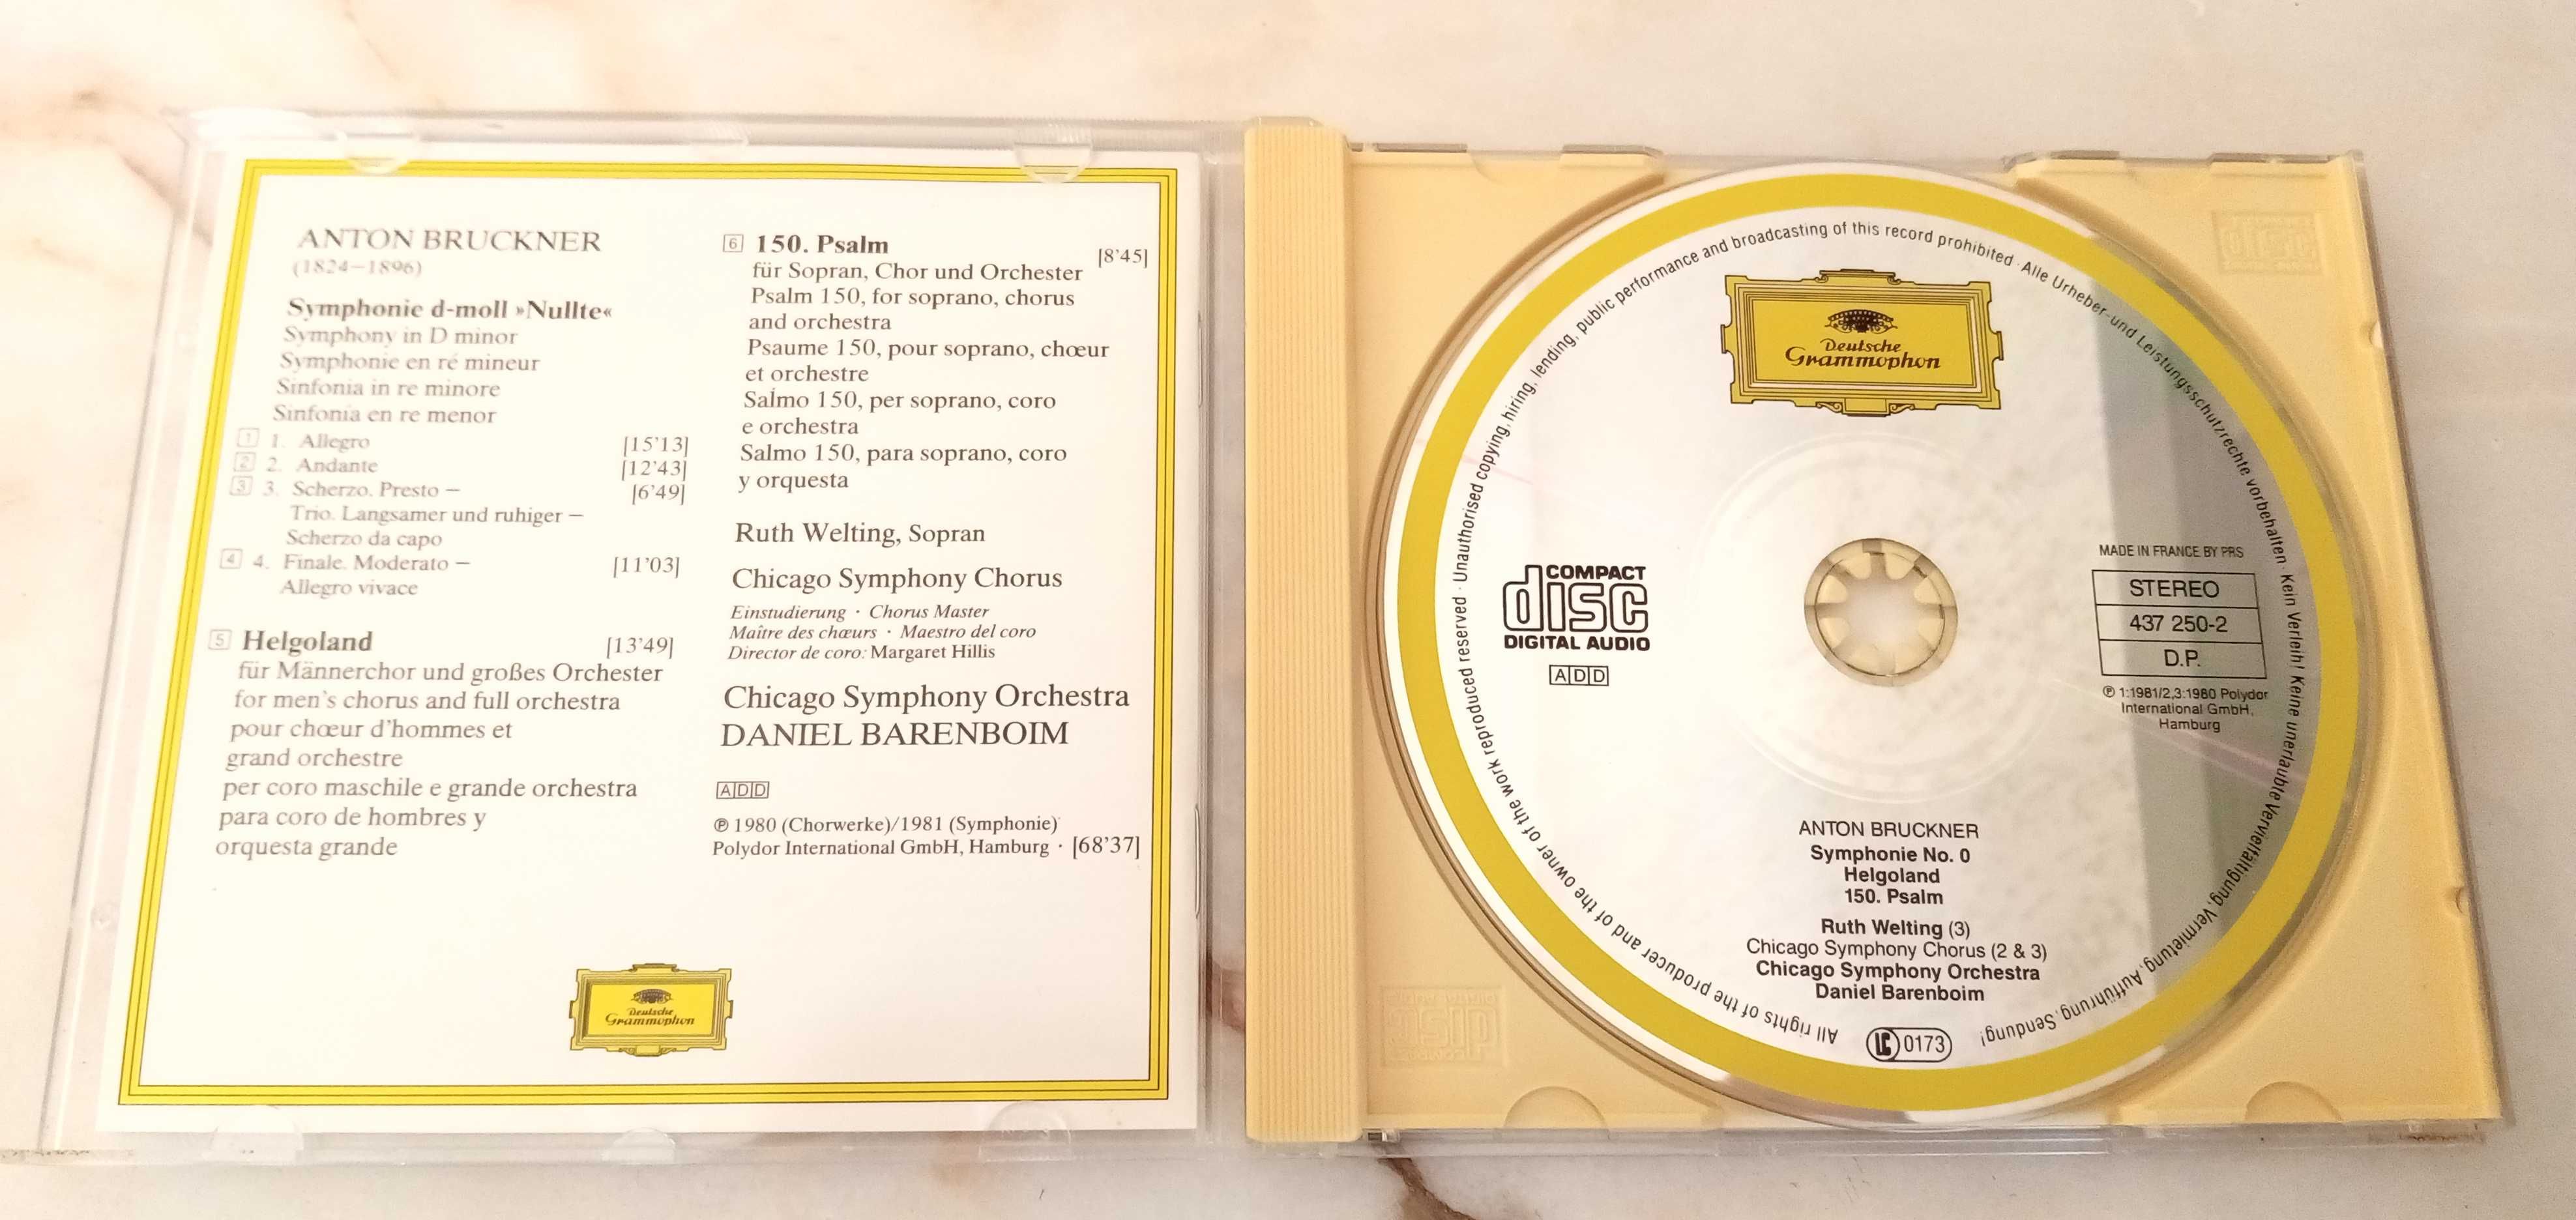 ANTON BRUCKNER
(1824–1896)
Symphonie d-moll »Nullte«
Symphony in D minor
Symphonie en ré mineur
Sinfonia in re minore
Sinfonia en re menor
1 1. Allegro [15'13]
2 2. Andante [12'43]
3 3. Scherzo. Presto – [6'49]
Trio. Langsamer und ruhiger –
Scherzo da capo
4 4. Finale. Moderato – [11'03]
Allegro vivace
5 Helgoland [13'49]
für Männerchor und großes Orchester
for men's chorus and full orchestra
pour chœur d'hommes et
grand orchestre
per coro maschile e grande orchestra
para coro de hombres y
orquesta grande
6 150. Psalm [8'45]
für Sopran, Chor und Orchester
Psalm 150, for soprano, chorus
and orchestra
Psaume 150, pour soprano, chœur
et orchestre
Salmo 150, per soprano, coro
e orchestra
Salmo 150, para soprano, coro
y orquesta
Ruth Welting, Sopran
Chicago Symphony Chorus
Einstudierung · Chorus Master
Maître des chœurs · Maestro del coro
Director de coro: Margaret Hillis
Chicago Symphony Orchestra
DANIEL BARENBOIM
ADD
℗ 1980 (Chorwerke)/1981 (Symphonie)
Polydor International GmbH, Hamburg · [68'37]
Deutsche
Grammophon
All rights of the producer and of the owner of the work reproduced reserved · Unauthorised copying, hiring, lending, public performance and broadcasting of this record prohibited · Alle Urheber- und Leistungsschutzrechte vorbehalten · Kein Verleih! Keine unerlaubte Vervielfältigung, Vermietung, Aufführung, Sendung!
Deutsche
Grammophon
COMPACT
disc
DIGITAL AUDIO
ADD
MADE IN FRANCE BY PRS
STEREO
437 250-2
D.P.
℗ 1:1981/2,3:1980 Polydor
International GmbH,
Hamburg
ANTON BRUCKNER
Symphonie No. 0
Helgoland
150. Psalm
Ruth Welting (3)
Chicago Symphony Chorus (2 & 3)
Chicago Symphony Orchestra
Daniel Barenboim
LC 0173